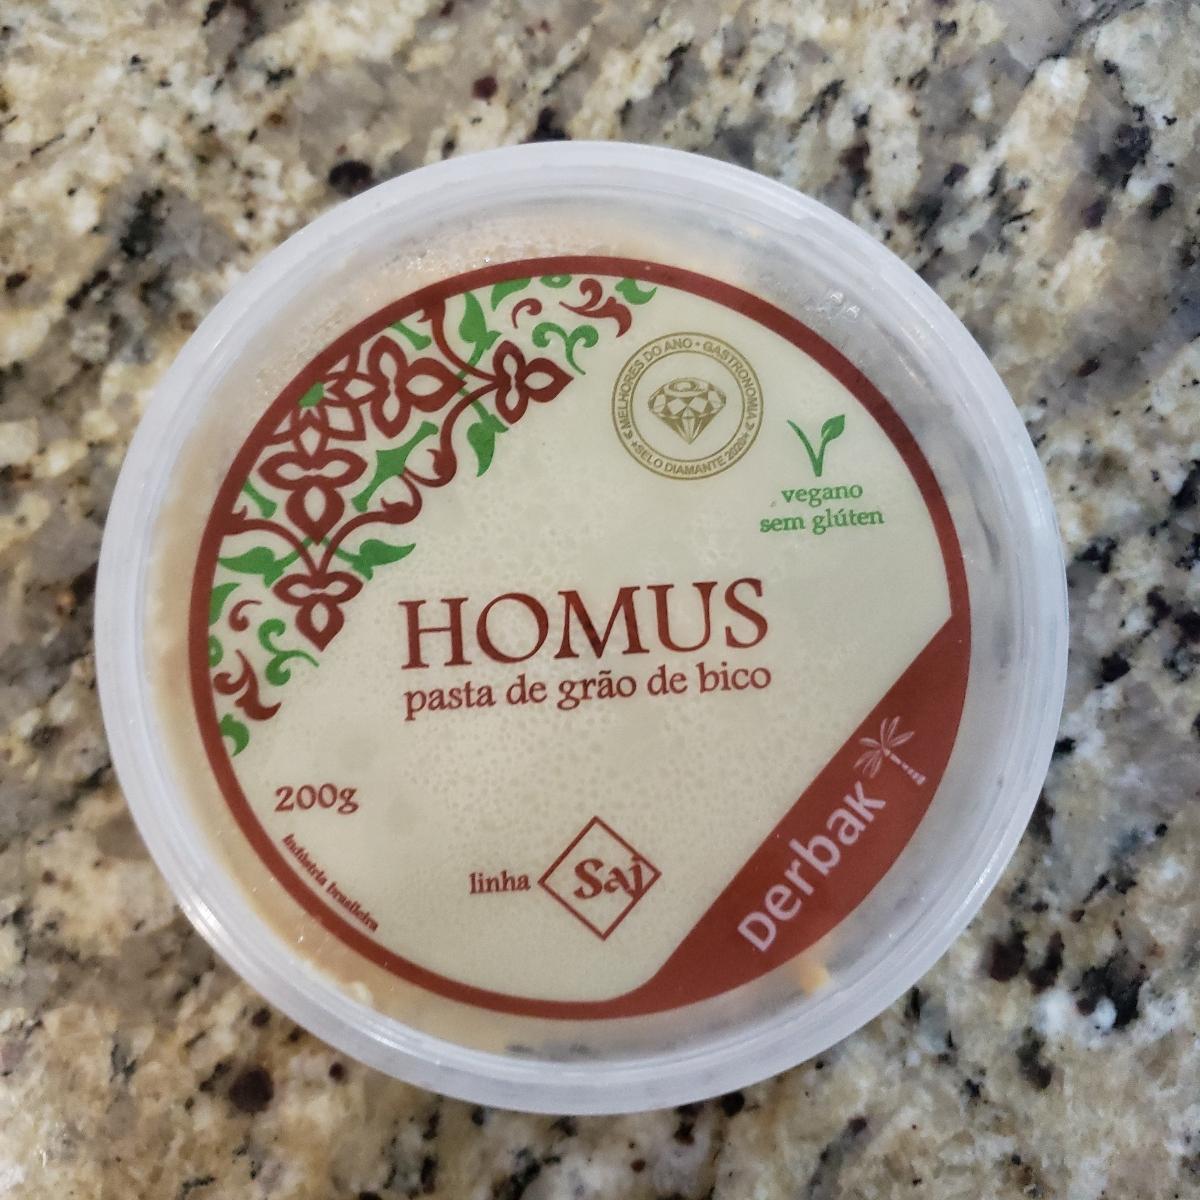 MELHORES DO ANO • GASTRONOMIA
SELO DIAMANTE 2020
vegano
sem glúten
HOMUS
pasta de grão de bico
200g
Indústria brasileira
linha Saj
Derbak